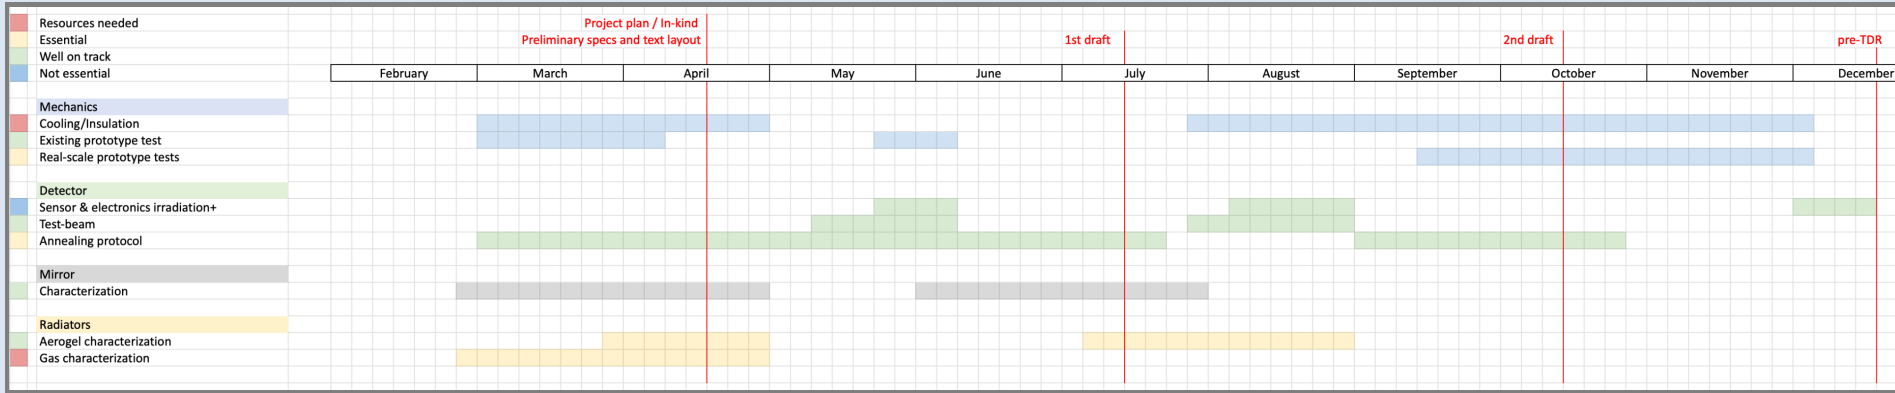 Resources needed
Project plan / In-kind
Essential
Preliminary specs and text layout
1st draft
2nd draft
pre-TDR
Well on track
Not essential
February March April May June July August September October November December
Mechanics
Cooling/Insulation
Existing prototype test
Real-scale prototype tests
Detector
Sensor & electronics irradiation+
Test-beam
Annealing protocol
Mirror
Characterization
Radiators
Aerogel characterization
Gas characterization